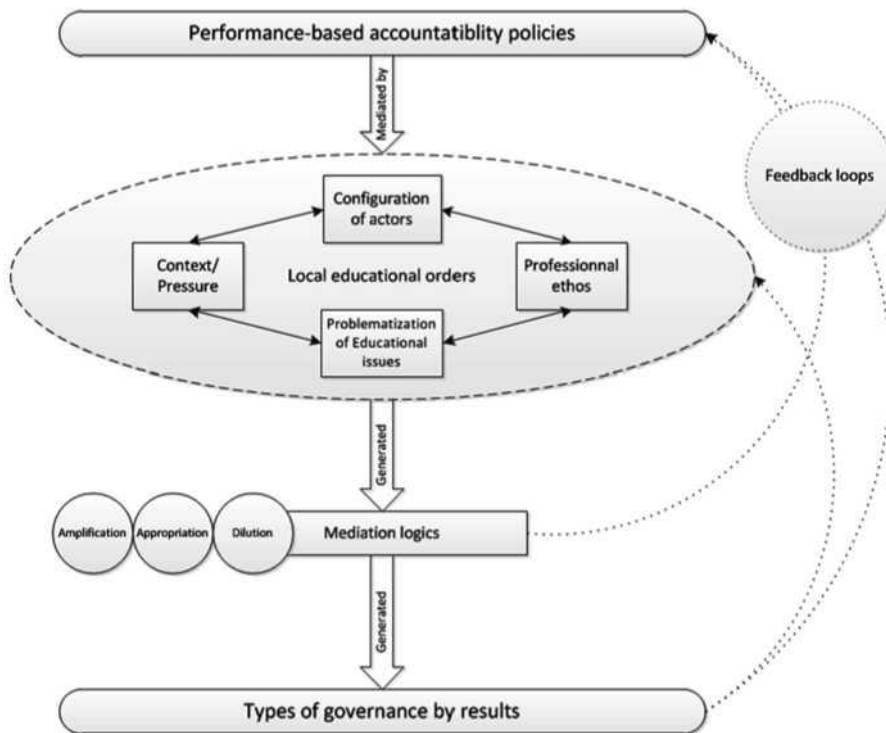 Performance-based accountatiblity policies
Mediated by
Feedback loops
Configuration
of actors
Context/
Pressure
Local educational orders
Professionnal
ethos
Problematization
of Educational
issues
Generated
Amplification
Appropriation
Dilution
Mediation logics
Generated
Types of governance by results